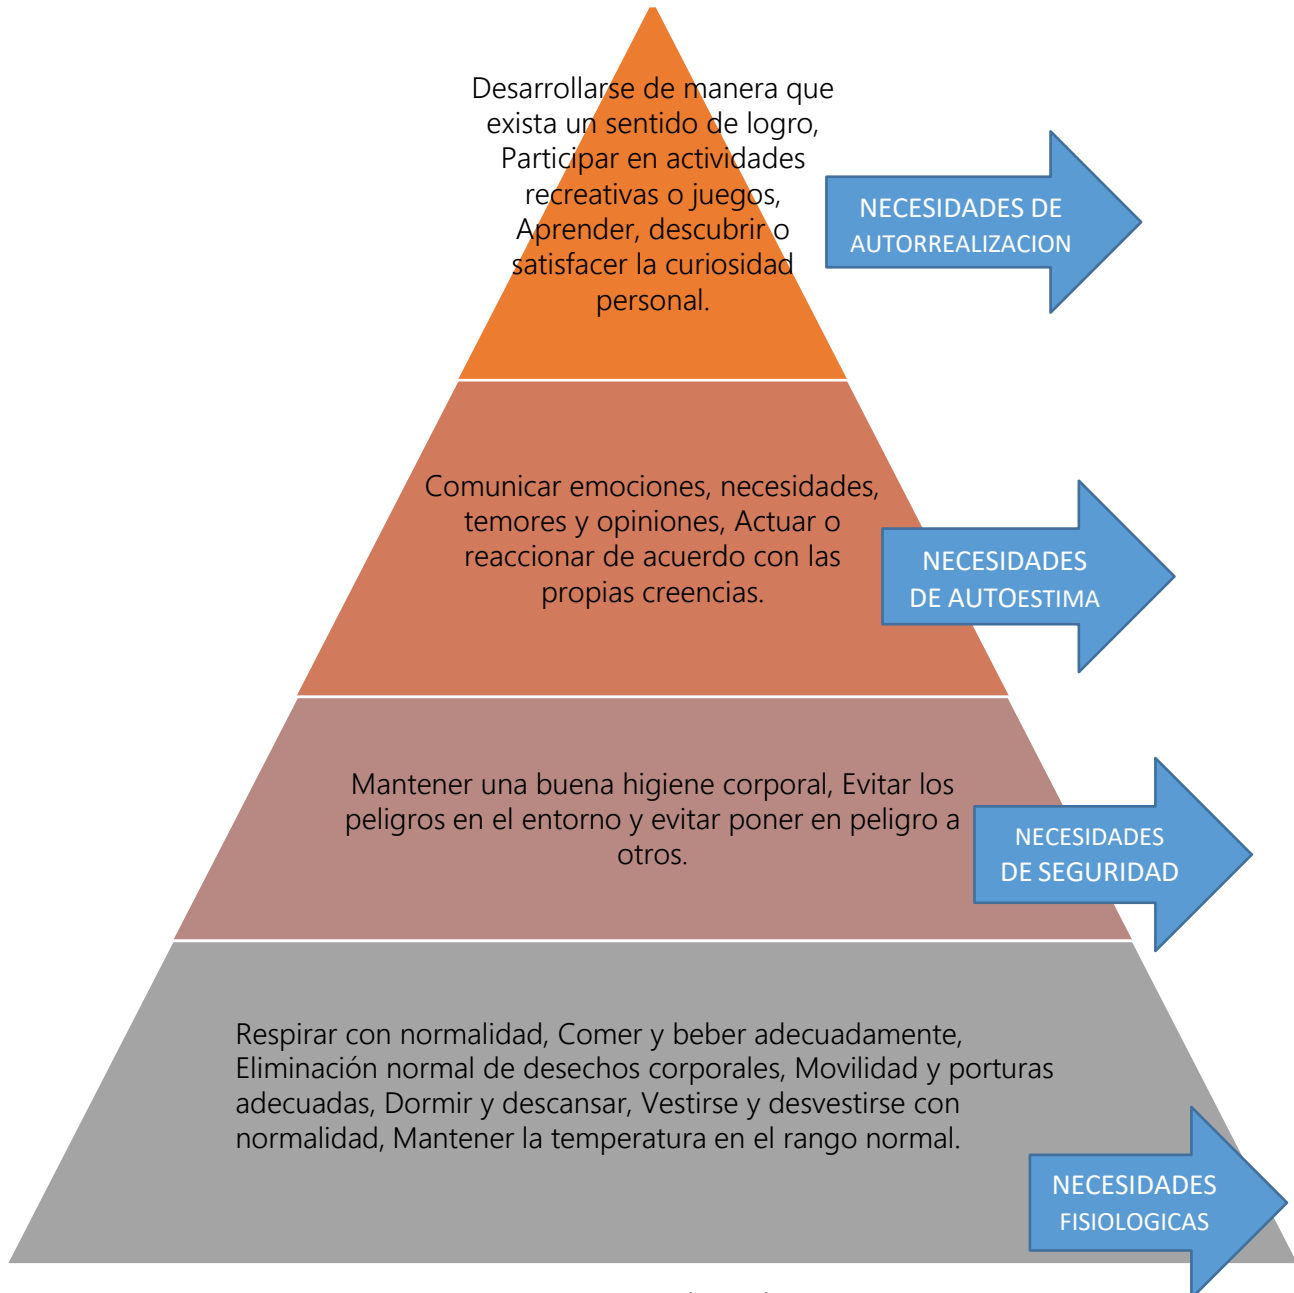 Desarrollarse de manera que
exista un sentido de logro,
Participar en actividades
recreativas o juegos,
Aprender, descubrir o
satisfacer la curiosidad
personal.
NECESIDADES DE
AUTORREALIZACION
Comunicar emociones, necesidades,
temores y opiniones, Actuar o
reaccionar de acuerdo con las
propias creencias.
NECESIDADES
DE AUTOESTIMA
Mantener una buena higiene corporal, Evitar los
peligros en el entorno y evitar poner en peligro a
otros.
NECESIDADES
DE SEGURIDAD
Respirar con normalidad, Comer y beber adecuadamente,
Eliminación normal de desechos corporales, Movilidad y porturas
adecuadas, Dormir y descansar, Vestirse y desvestirse con
normalidad, Mantener la temperatura en el rango normal.
NECESIDADES
FISIOLOGICAS